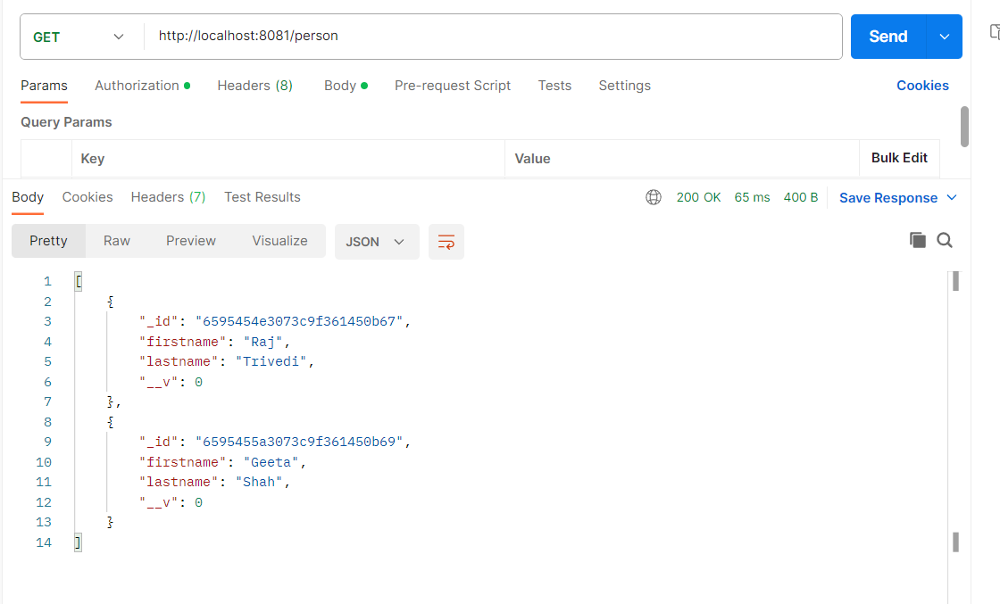 GET http://localhost:8081/person Send
Params Authorization Headers (8) Body Pre-request Script Tests Settings Cookies
Query Params
Key Value Bulk Edit
Body Cookies Headers (7) Test Results 200 OK 65 ms 400 B Save Response
Pretty Raw Preview Visualize JSON
1 [
2 {
3 "_id": "6595454e3073c9f361450b67",
4 "firstname": "Raj",
5 "lastname": "Trivedi",
6 "__v": 0
7 },
8 {
9 "_id": "6595455a3073c9f361450b69",
10 "firstname": "Geeta",
11 "lastname": "Shah",
12 "__v": 0
13 }
14 ]